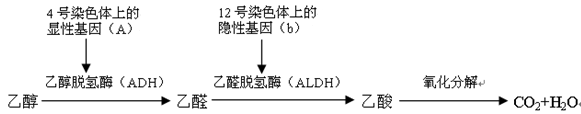 4号染色体上的
显性基因（A）
12号染色体上的
隐性基因（b）
乙醇脱氢酶（ADH）
乙醛脱氢酶（ALDH）
氧化分解↵
乙醇
乙醛
乙酸
CO₂+H₂O↵